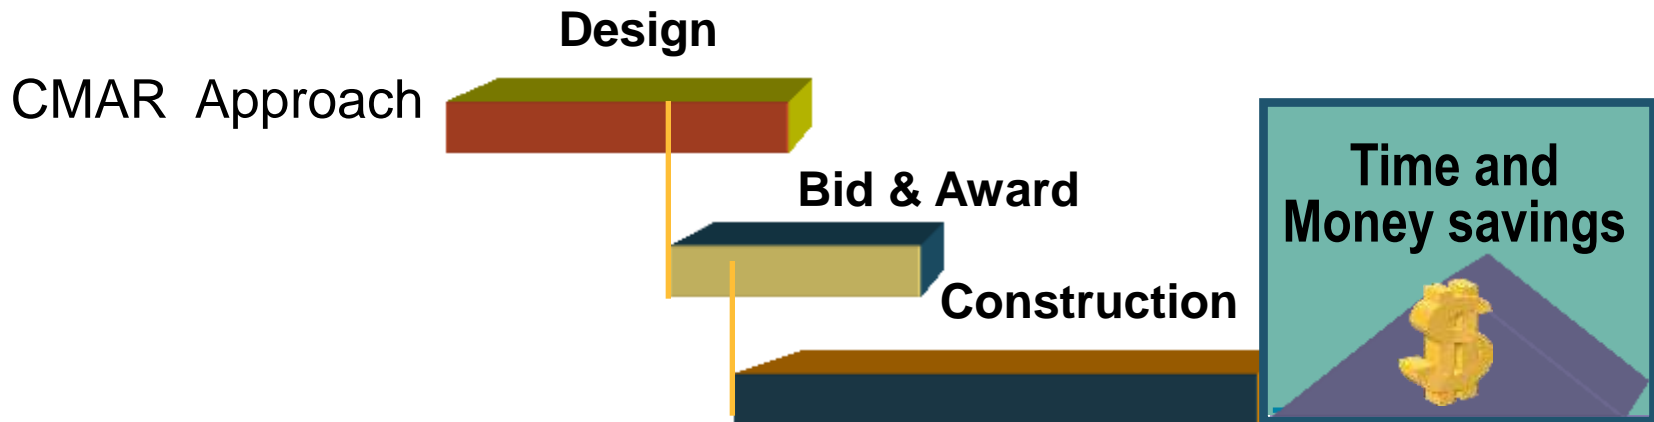 Design
CMAR Approach
Bid & Award
Construction
Time and
Money savings
$